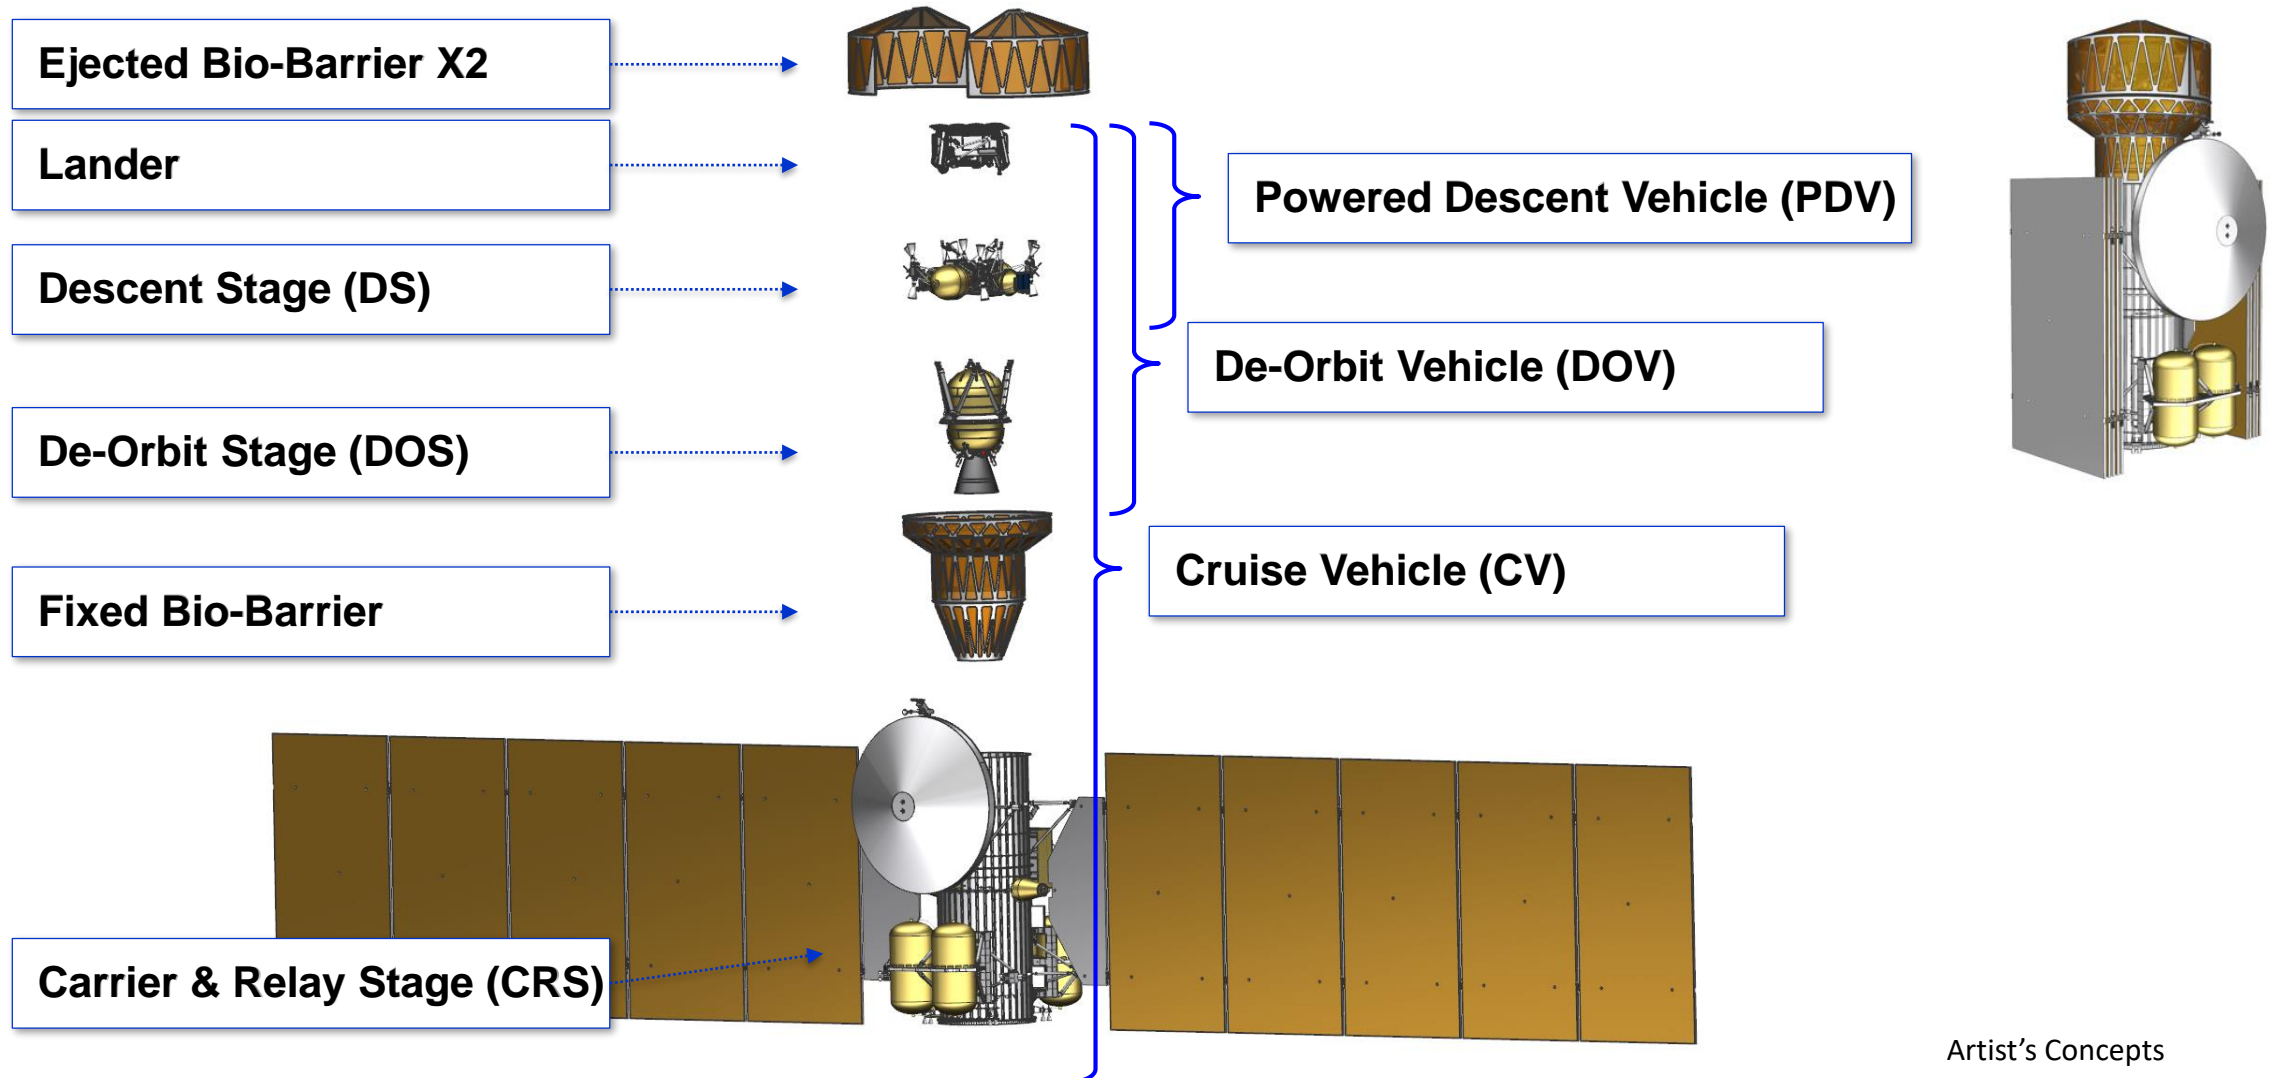 Ejected Bio-Barrier X2
Lander
Powered Descent Vehicle (PDV)
Descent Stage (DS)
De-Orbit Vehicle (DOV)
De-Orbit Stage (DOS)
Cruise Vehicle (CV)
Fixed Bio-Barrier
Carrier & Relay Stage (CRS)
Artist’s Concepts